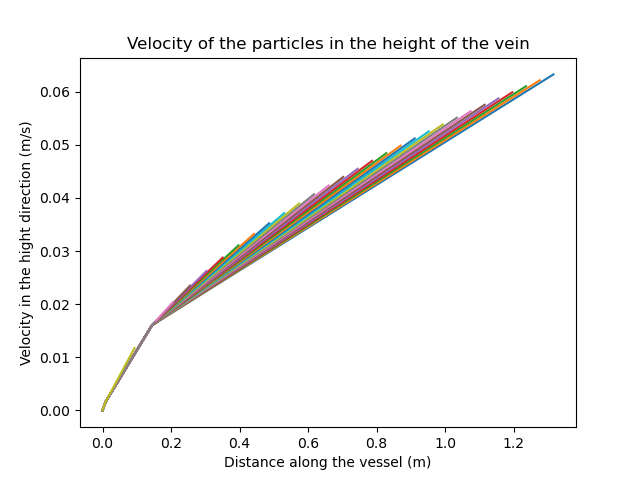 Velocity of the particles in the height of the vein
Velocity in the hight direction (m/s)
0.06
0.05
0.04
0.03
0.02
0.01
0.00
0.0 0.2 0.4 0.6 0.8 1.0 1.2
Distance along the vessel (m)